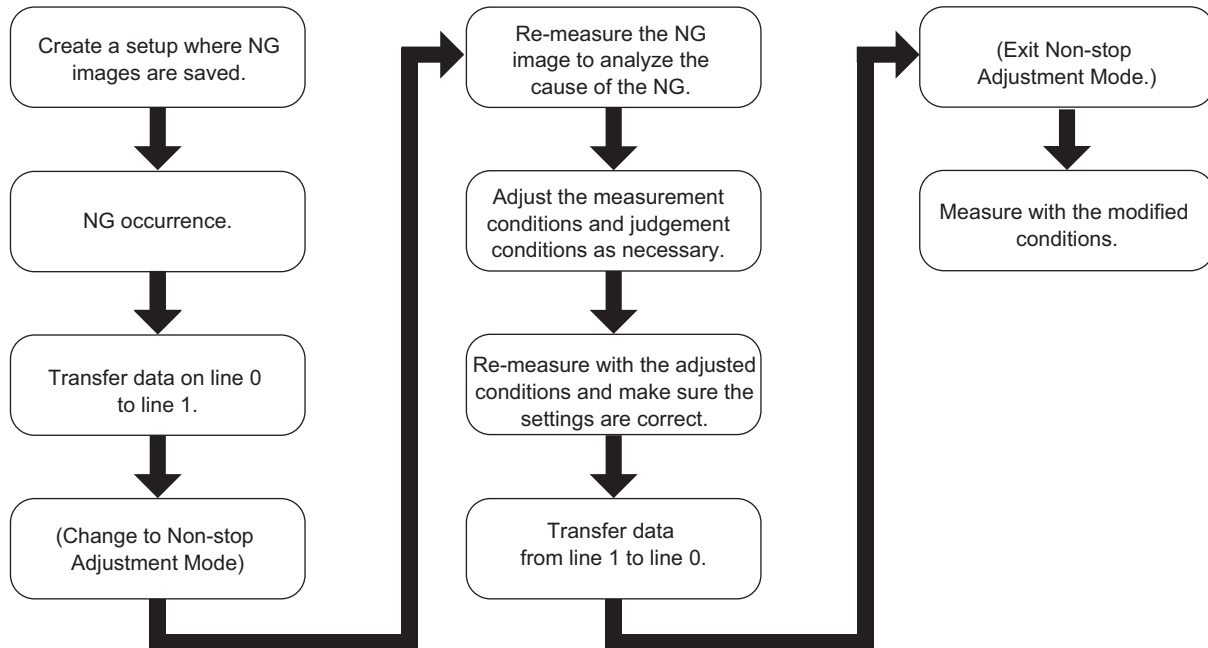 Create a setup where NG
images are saved.
NG occurrence.
Transfer data on line 0
to line 1.
(Change to Non-stop
Adjustment Mode)
Re-measure the NG
image to analyze the
cause of the NG.
Adjust the measurement
conditions and judgement
conditions as necessary.
Re-measure with the adjusted
conditions and make sure the
settings are correct.
Transfer data
from line 1 to line 0.
(Exit Non-stop
Adjustment Mode.)
Measure with the modified
conditions.